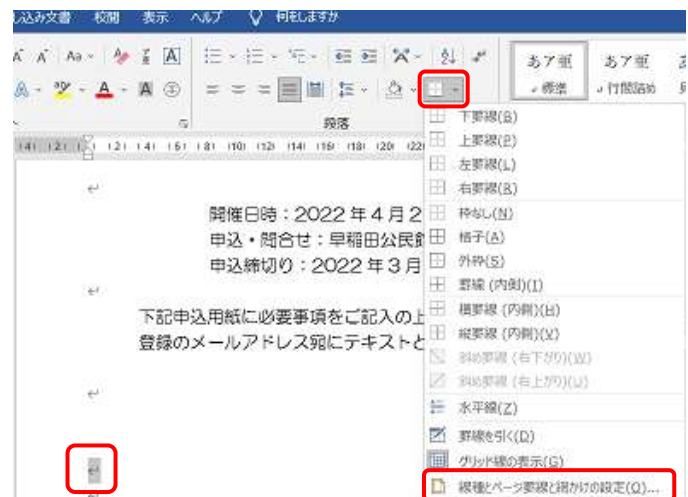 し込み文書 校閲 表示 ヘルプ 何をしますか
Aa
あア亜 あア亜
標準 行間詰め
段落
開催日時：2022年4月2
申込・問合せ：早稲田公民館
申込締切り：2022年3月
下記申込用紙に必要事項をご記入の上
登録のメールアドレス宛にテキストと
下罫線(B)
上罫線(P)
左罫線(L)
右罫線(R)
枠なし(N)
格子(A)
外枠(S)
罫線 (内側)(I)
横罫線 (内側)(H)
縦罫線 (内側)(V)
斜め罫線 (右下がり)(W)
斜め罫線 (右上がり)(U)
水平線(Z)
罫線を引く(D)
グリッド線の表示(G)
線種とページ罫線と網かけの設定(O)...